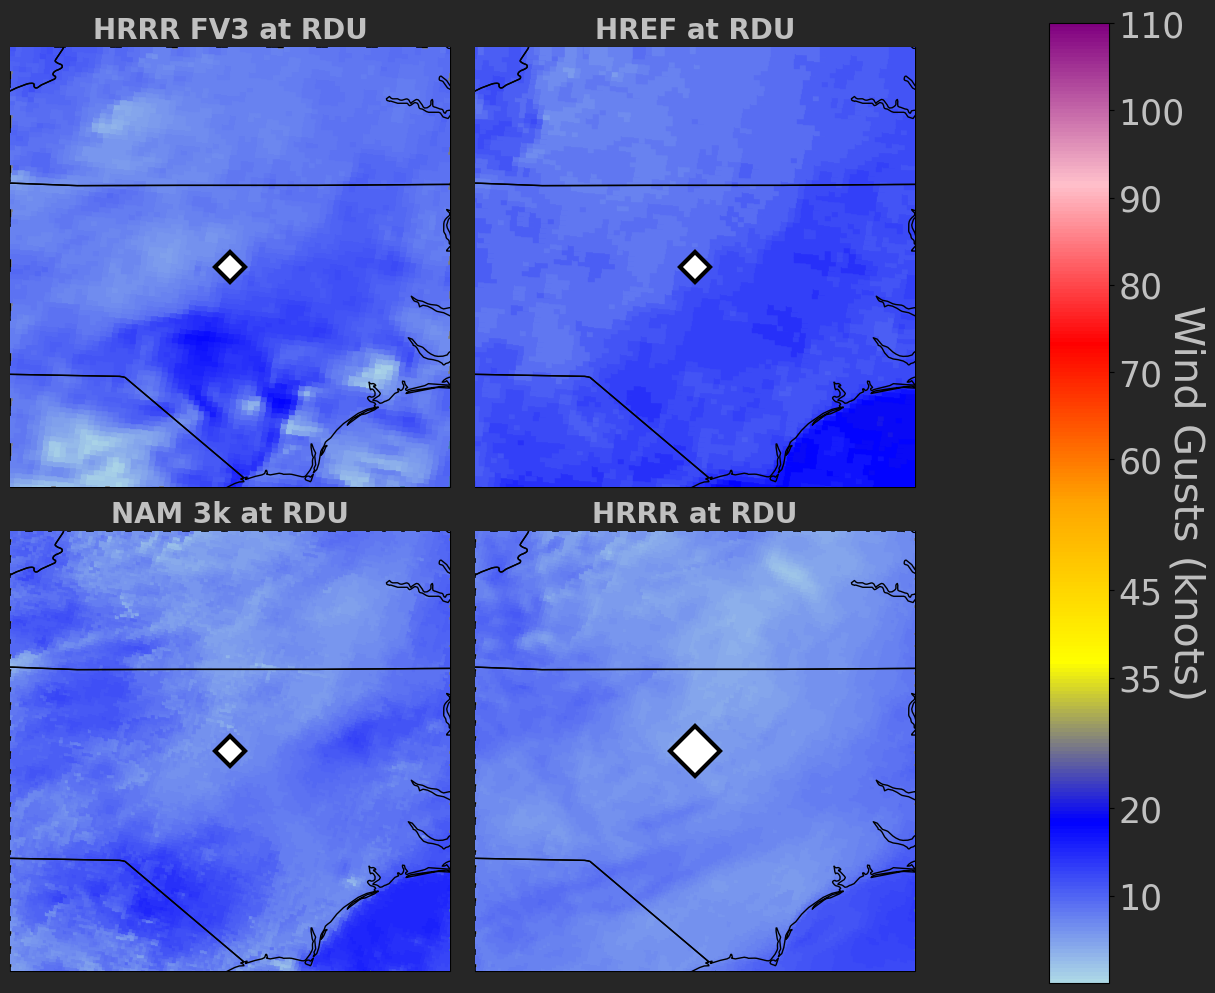 HRRR FV3 at RDU
HREF at RDU
NAM 3k at RDU
HRRR at RDU
110
100
90
80
70
60
45
35
20
10
Wind Gusts (knots)